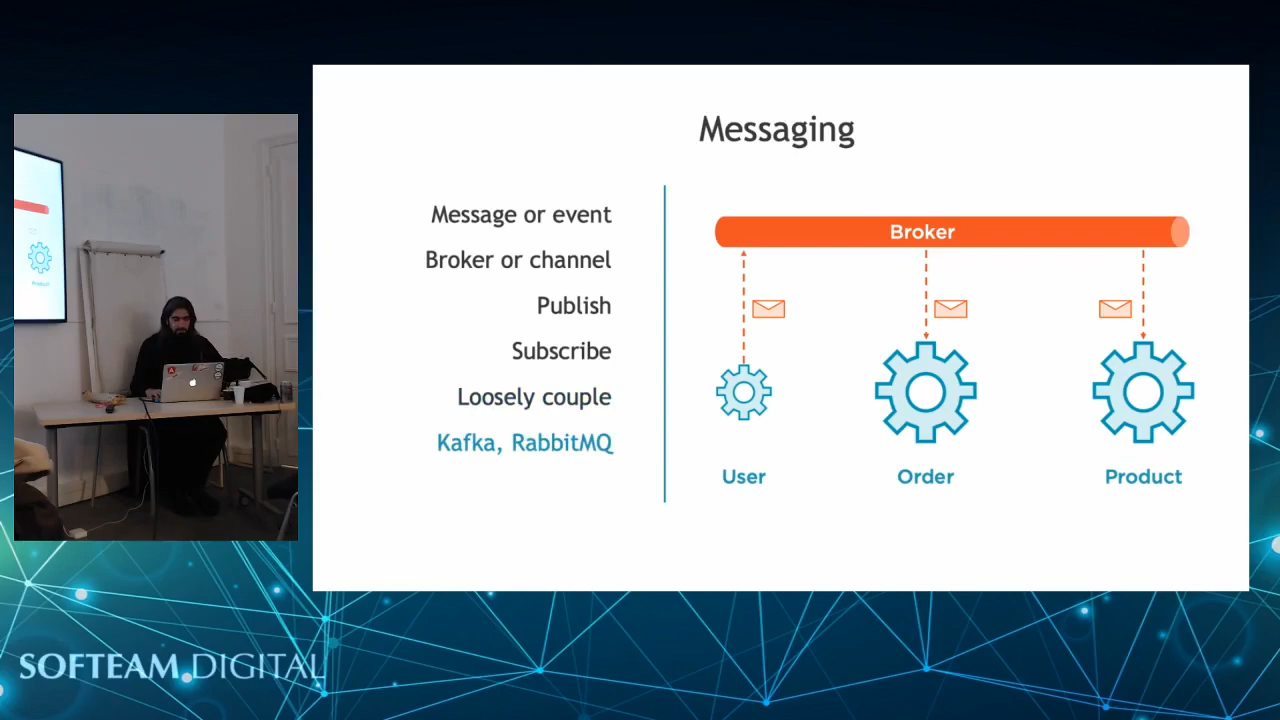 Messaging
Message or event
Broker or channel
Publish
Subscribe
Loosely couple
Kafka, RabbitMQ
Broker
User
Order
Product
Product
SOFTEAM DIGITAL